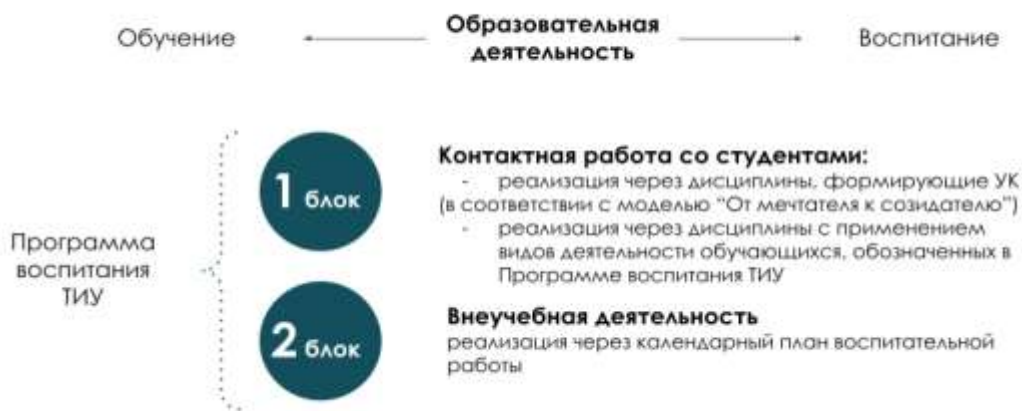 Обучение
Образовательная
деятельность
Воспитание
Программа
воспитания
ТИУ
1 блок
Контактная работа со студентами:
- реализация через дисциплины, формирующие УК
(в соответствии с моделью “От мечтателя к созидателю”)
- реализация через дисциплины с применением
видов деятельности обучающихся, обозначенных в
Программе воспитания ТИУ
2 блок
Внеучебная деятельность
реализация через календарный план воспитательной
работы